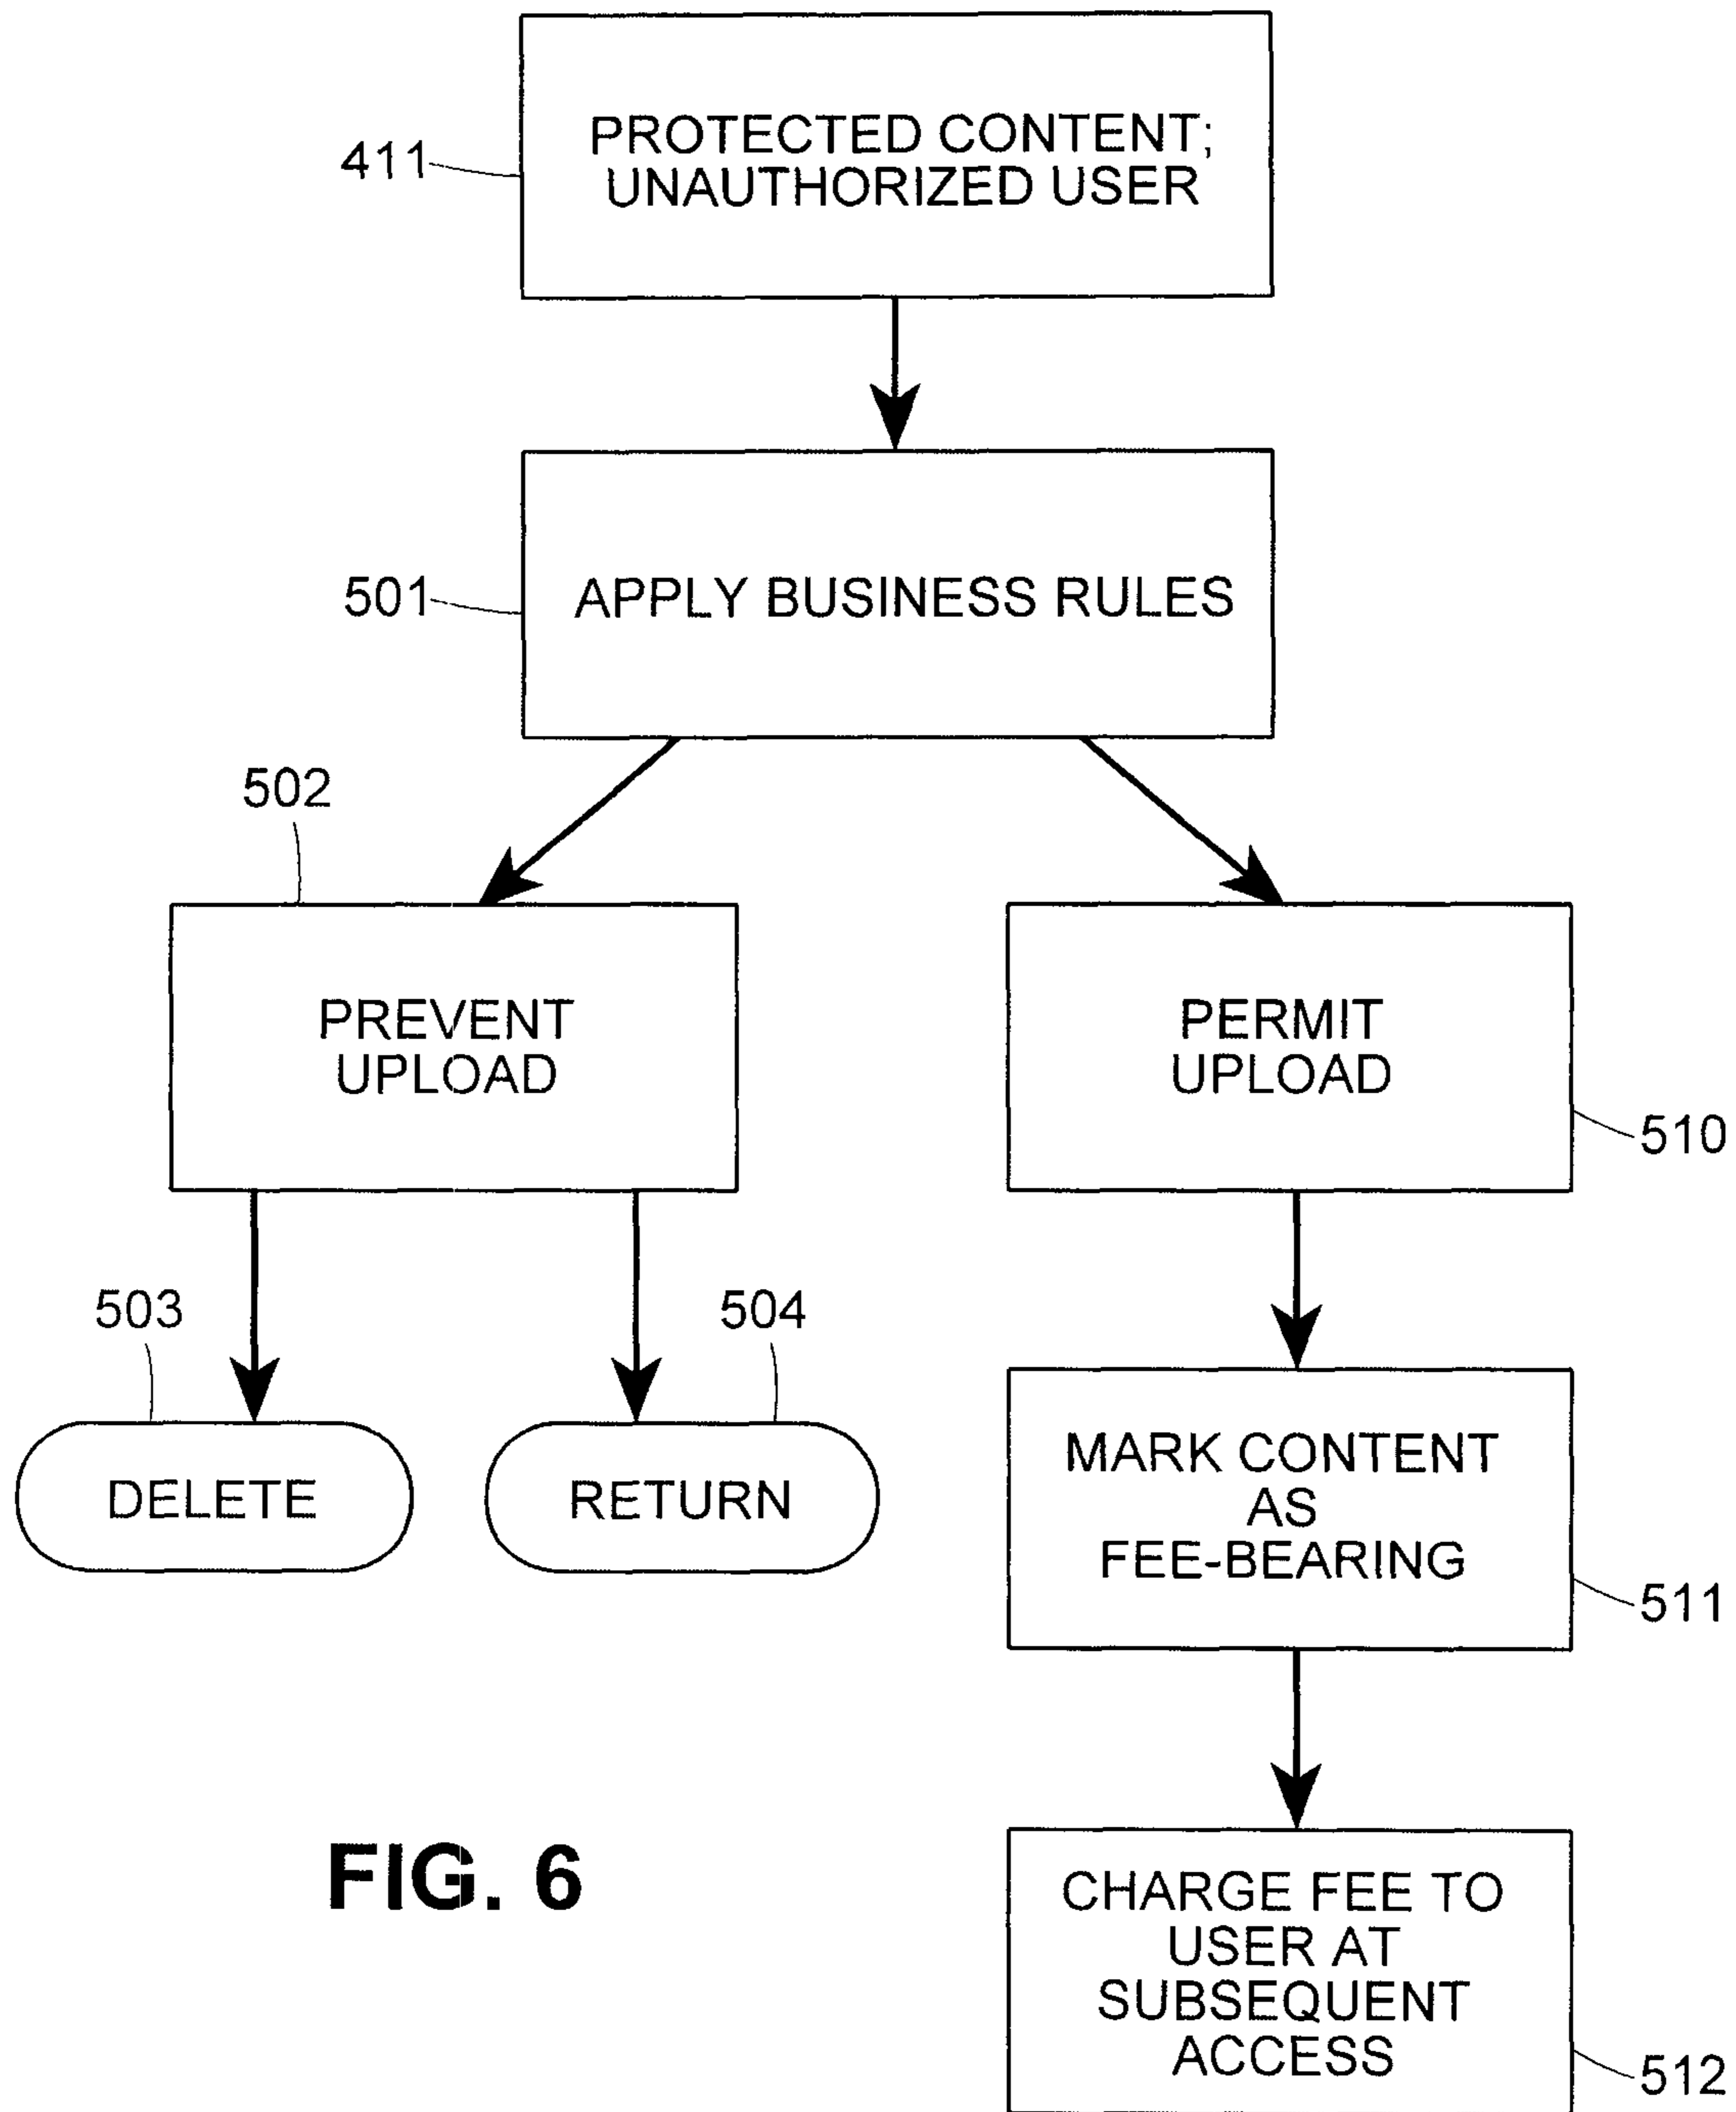 PROTECTED CONTENT;
UNAUTHORIZED USER
411
APPLY BUSINESS RULES
501
502
PREVENT
UPLOAD
PERMIT
UPLOAD
510
503
504
DELETE
RETURN
MARK CONTENT
AS
FEE-BEARING
511
FIG. 6
CHARGE FEE TO
USER AT
SUBSEQUENT
ACCESS
512